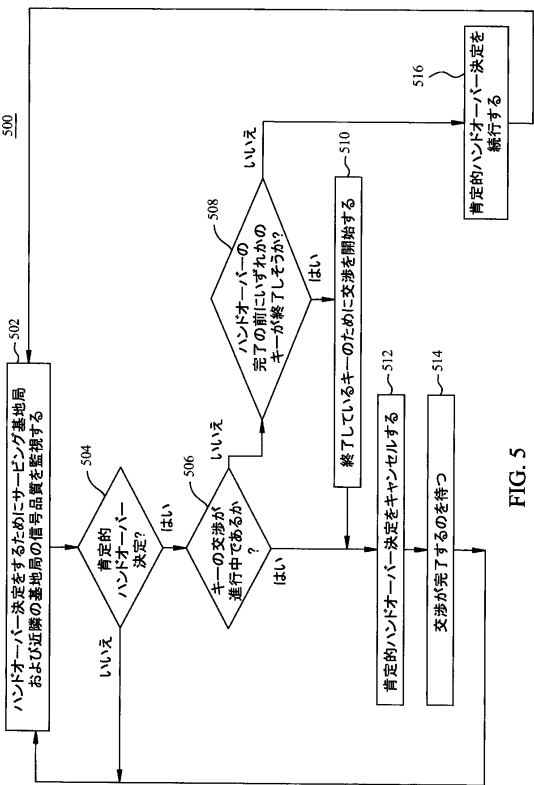 500
502
ハンドオーバー決定をするためにサービング基地局
および近隣の基地局の信号品質を監視する
504
肯定的
ハンドオーバー
決定?
いいえ
はい
506
キーの交渉が
進行中であるか
?
いいえ
はい
508
ハンドオーバーの
完了の前にいずれかの
キーが終了しそうか?
いいえ
はい
510
終了しているキーのために交渉を開始する
512
肯定的ハンドオーバー決定をキャンセルする
514
交渉が完了するのを待つ
516
肯定的ハンドオーバー決定を
続行する
FIG. 5